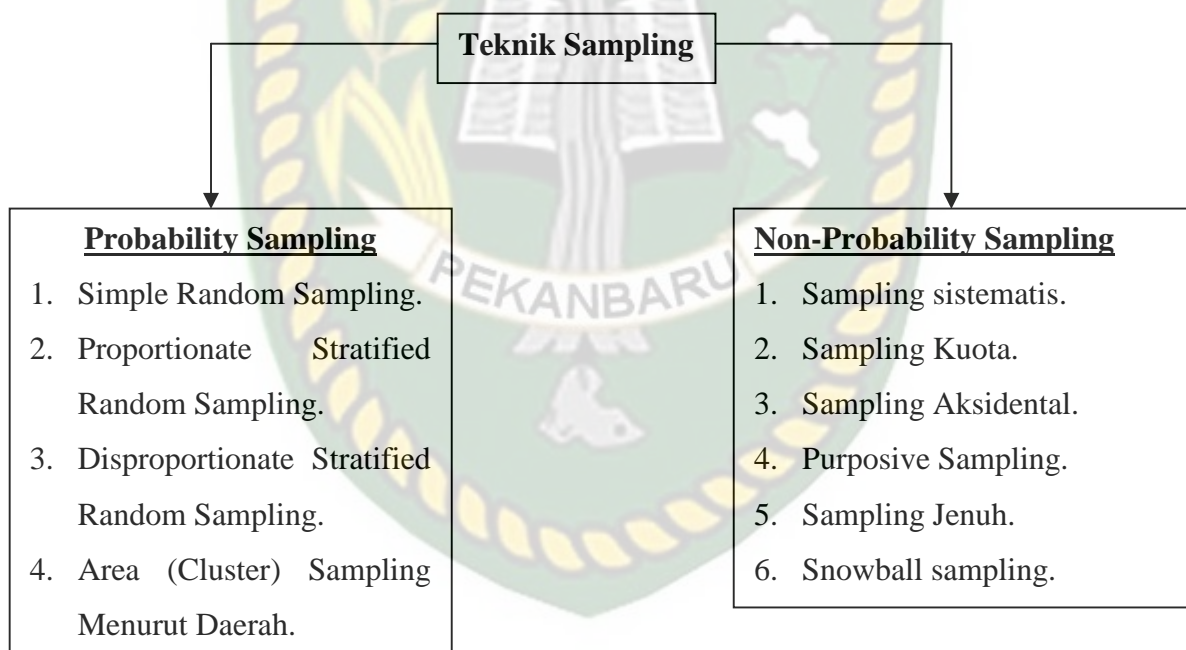 Teknik Sampling
Probability Sampling
1. Simple Random Sampling.
2. Proportionate Stratified
Random Sampling.
3. Disproportionate Stratified
Random Sampling.
4. Area (Cluster) Sampling
Menurut Daerah.
Non-Probability Sampling
1. Sampling sistematis.
2. Sampling Kuota.
3. Sampling Aksidental.
4. Purposive Sampling.
5. Sampling Jenuh.
6. Snowball sampling.
PEKANBARU